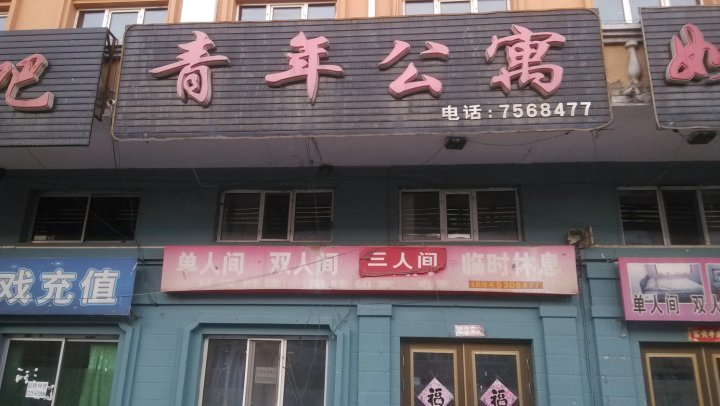 吧
青年公寓
电话:7568477
如
单人间 双人间 三人间 临时休息
戏充值
单人间 双人
福
福